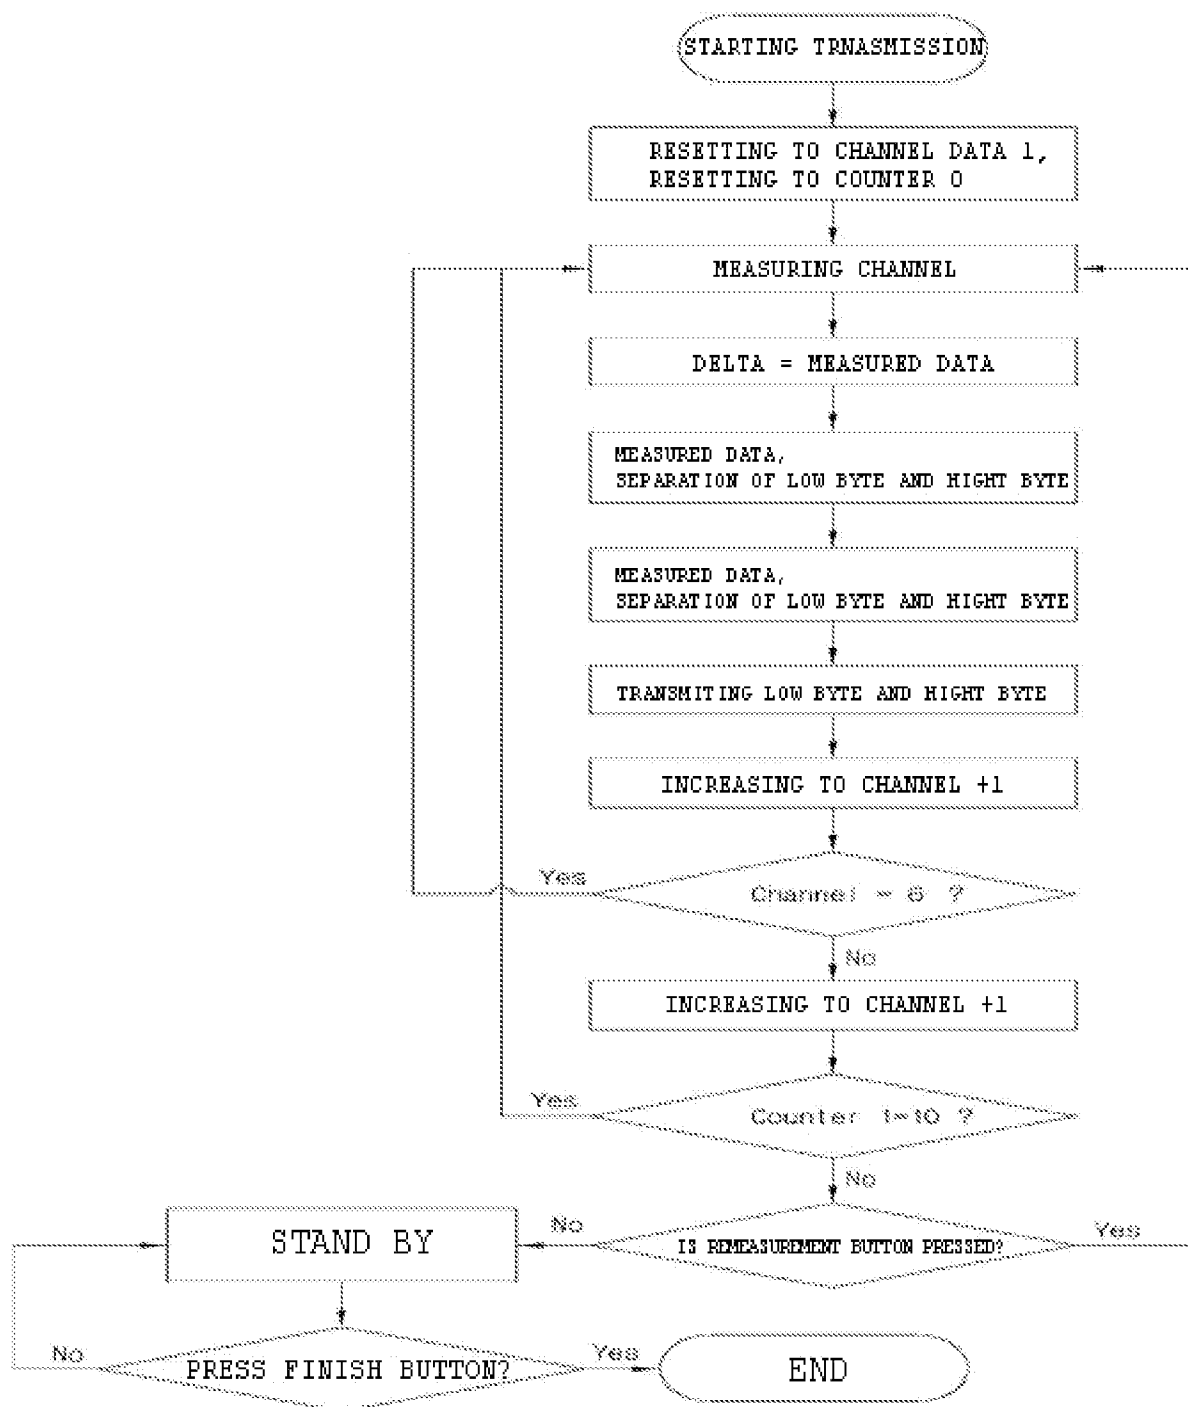 STARTING TRNASMISSION
RESETTING TO CHANNEL DATA 1,
RESETTING TO COUNTER 0
MEASURING CHANNEL
DELTA = MEASURED DATA
MEASURED DATA,
SEPARATION OF LOW BYTE AND HIGHT BYTE
MEASURED DATA,
SEPARATION OF LOW BYTE AND HIGHT BYTE
TRANSMITING LOW BYTE AND HIGHT BYTE
INCREASING TO CHANNEL +1
Yes
Channel = ?
No
INCREASING TO CHANNEL +1
Yes
Counter 1-10 ?
No
STAND BY
No
IS REMEASUREMENT BUTTON PRESSED?
Yes
No
PRESS FINISH BUTTON?
Yes
END